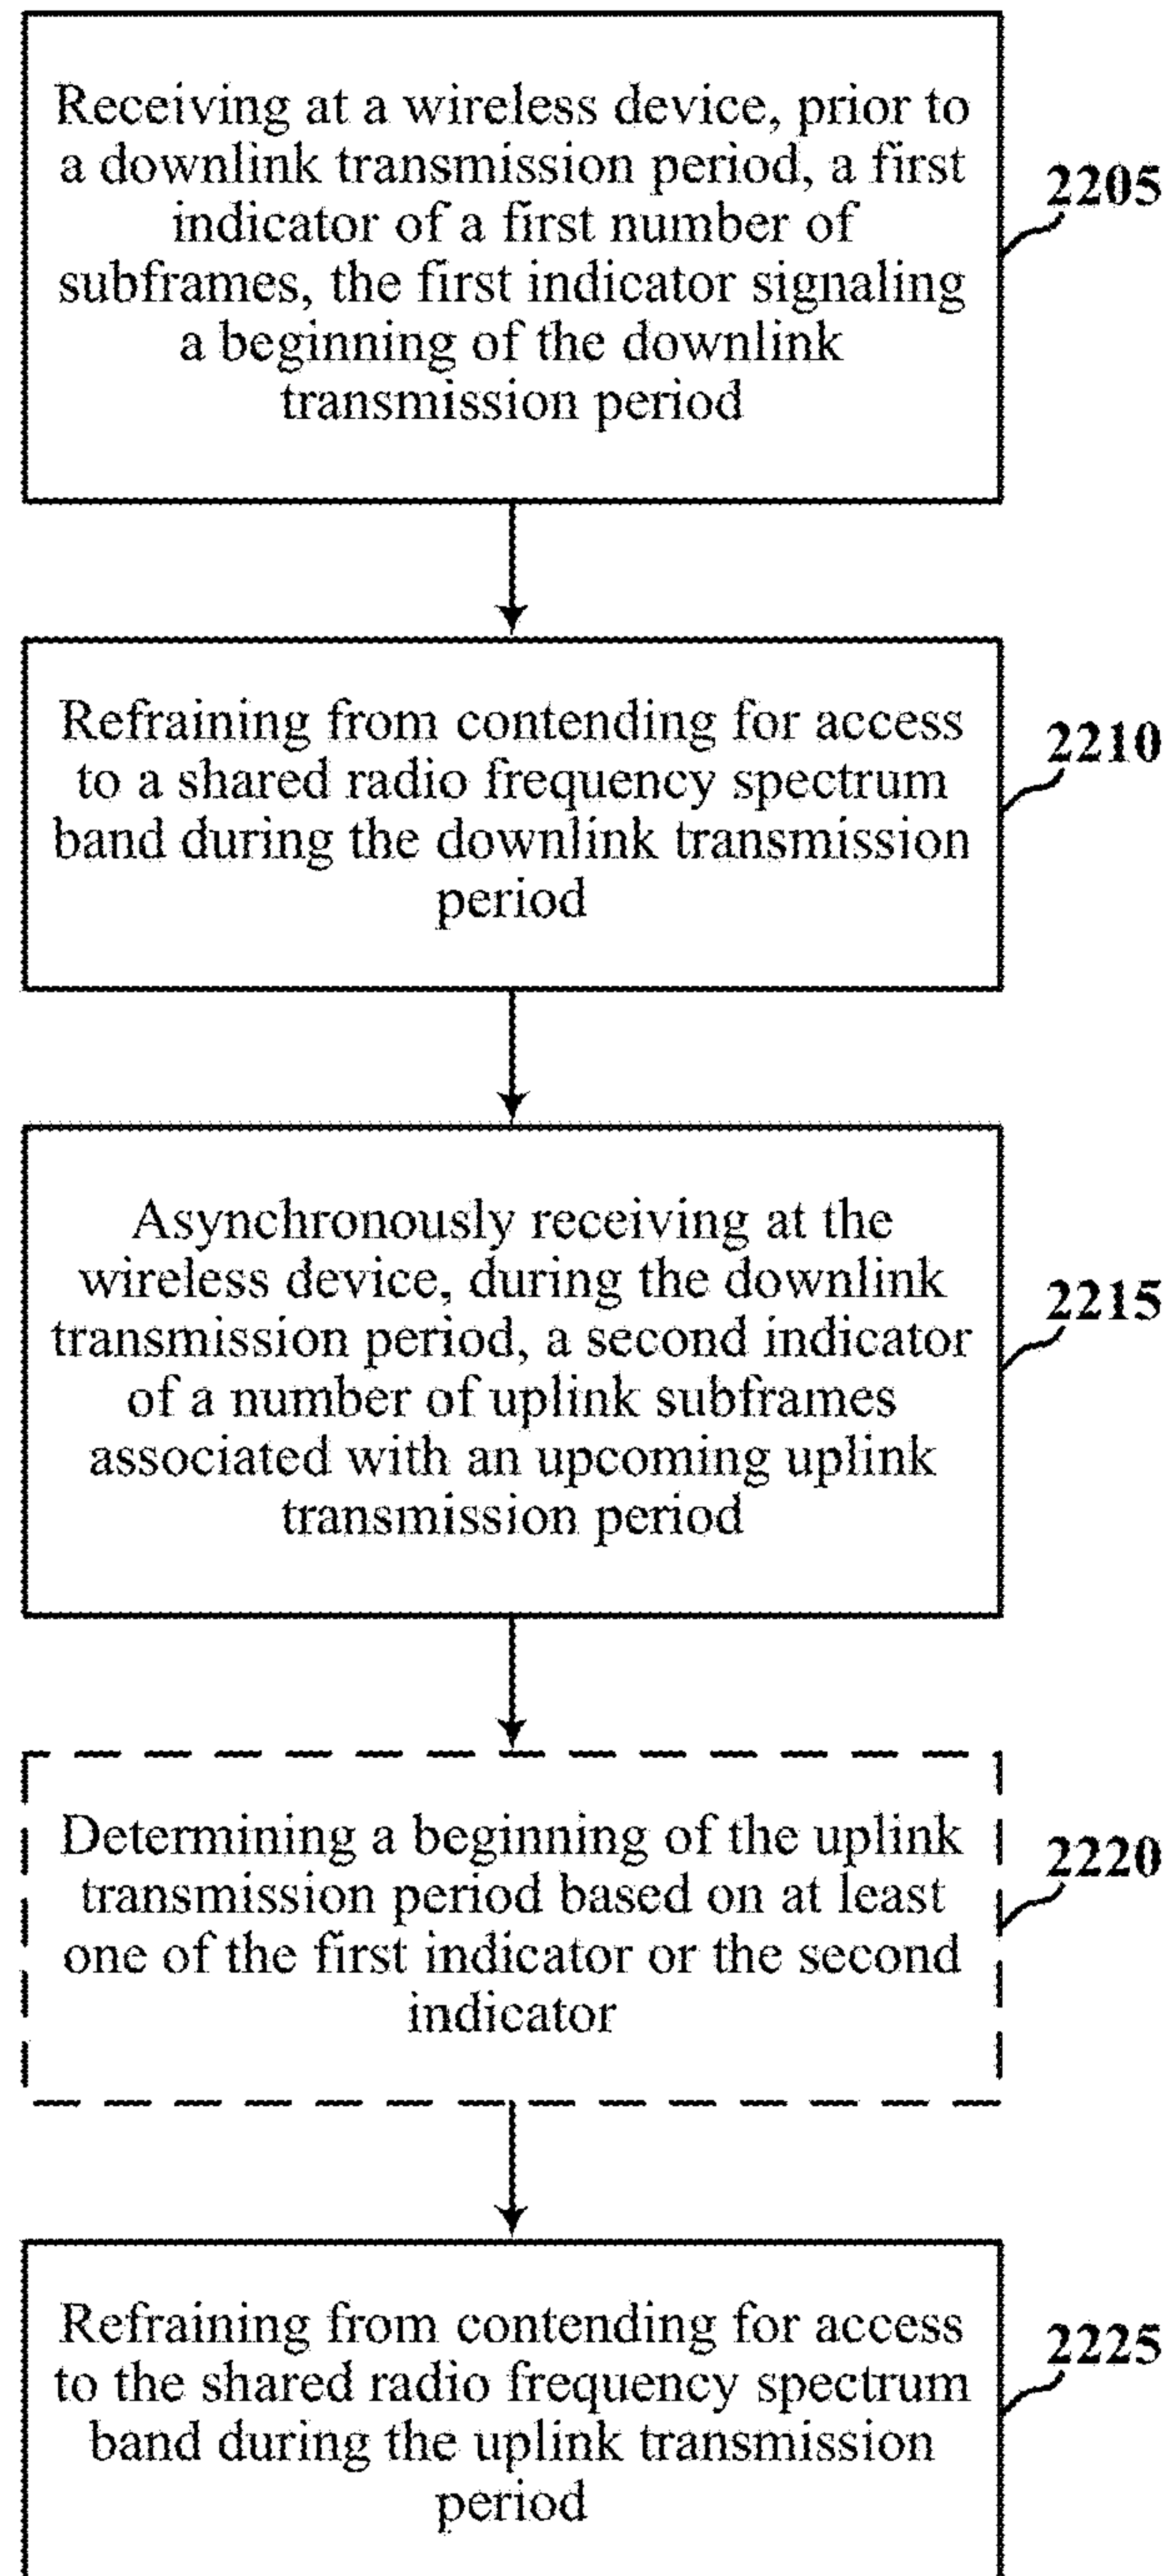 Receiving at a wireless device, prior to
a downlink transmission period, a first
indicator of a first number of
subframes, the first indicator signaling
a beginning of the downlink
transmission period
2205
Refraining from contending for access
to a shared radio frequency spectrum
band during the downlink transmission
period
2210
Asynchronously receiving at the
wireless device, during the downlink
transmission period, a second indicator
of a number of uplink subframes
associated with an upcoming uplink
transmission period
2215
Determining a beginning of the uplink
transmission period based on at least
one of the first indicator or the second
indicator
2220
Refraining from contending for access
to the shared radio frequency spectrum
band during the uplink transmission
period
2225